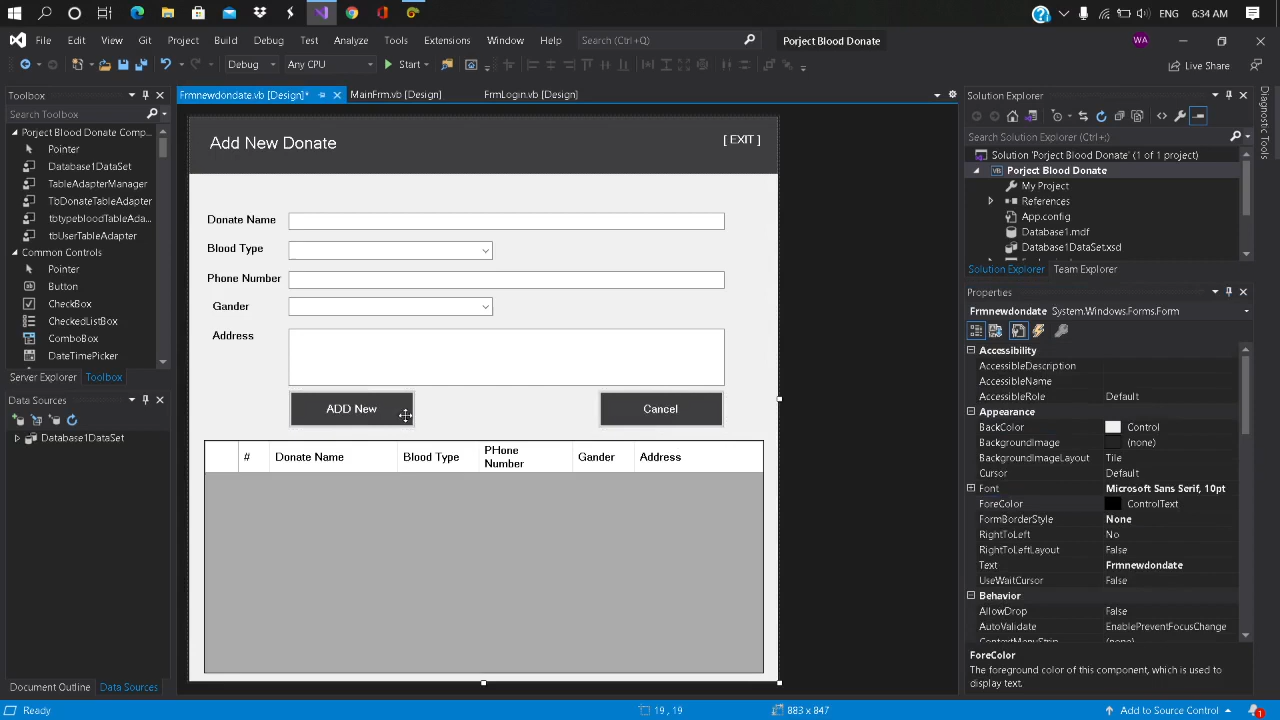 ENG 6:34 AM
File Edit View Git Project Build Debug Test Analyze Tools Extensions Window Help Search (Ctrl+Q) Porject Blood Donate WA
Debug Any CPU Start Live Share
Toolbox
Search Toolbox
Porject Blood Donate Comp...
Pointer
Database1DataSet
TableAdapterManager
TbDonateTableAdapter
tbtypebloodTableAda...
tbUserTableAdapter
Common Controls
Pointer
Button
CheckBox
CheckedListBox
ComboBox
DateTimePicker
Server Explorer Toolbox
Data Sources
Database1DataSet
Document Outline Data Sources
Frmnewdondate.vb [Design]* MainFrm.vb [Design] FrmLogin.vb [Design]
Add New Donate [ EXIT ]
Donate Name
Blood Type
Phone Number
Gander
Address
ADD New Cancel
# Donate Name Blood Type PHone Number Gander Address
Solution Explorer
Search Solution Explorer (Ctrl+;)
Solution 'Porject Blood Donate' (1 of 1 project)
VB Porject Blood Donate
My Project
References
App.config
Database1.mdf
Database1DataSet.xsd
Solution Explorer Team Explorer
Diagnostic Tools
Properties
Frmnewdondate System.Windows.Forms.Form
Accessibility
AccessibleDescription
AccessibleName
AccessibleRole Default
Appearance
BackColor Control
BackgroundImage (none)
BackgroundImageLayout Tile
Cursor Default
Font Microsoft Sans Serif, 10pt
ForeColor ControlText
FormBorderStyle None
RightToLeft No
RightToLeftLayout False
Text Frmnewdondate
UseWaitCursor False
Behavior
AllowDrop False
AutoValidate EnablePreventFocusChange
ContextMenuStrip (none)
ForeColor
The foreground color of this component, which is used to
display text.
Ready 19 , 19 883 x 847 Add to Source Control 1